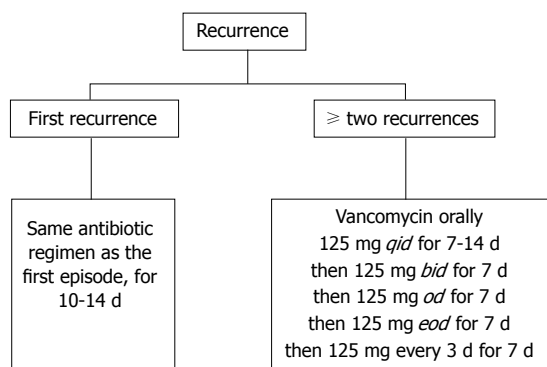 Recurrence
First recurrence
⩾ two recurrences
Same antibiotic
regimen as the
first episode, for
10-14 d
Vancomycin orally
125 mg qid for 7-14 d
then 125 mg bid for 7 d
then 125 mg od for 7 d
then 125 mg eod for 7 d
then 125 mg every 3 d for 7 d